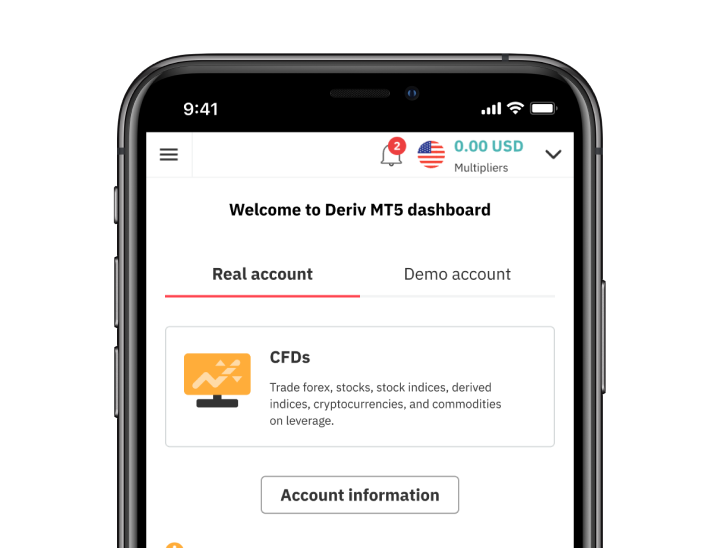 9:41
2
0.00 USD
Multipliers
Welcome to Deriv MT5 dashboard
Real account
Demo account
CFDs
Trade forex, stocks, stock indices, derived
indices, cryptocurrencies, and commodities
on leverage.
Account information